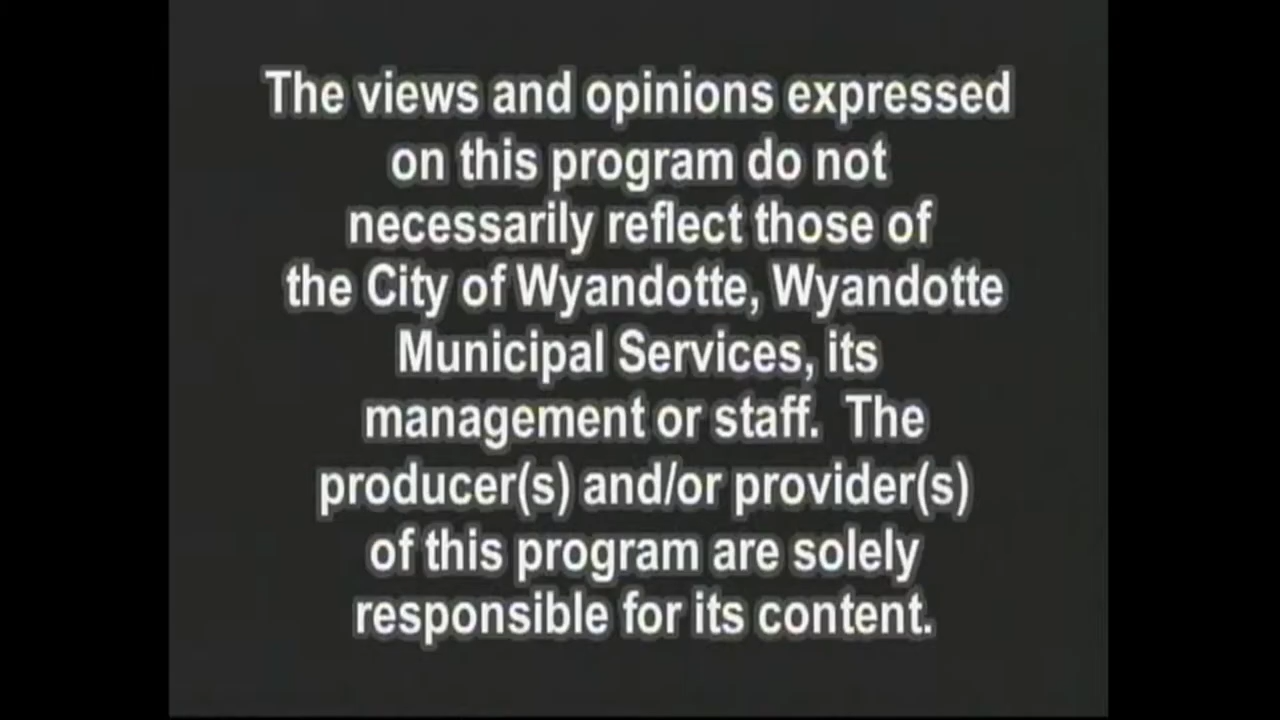 The views and opinions expressed
on this program do not
necessarily reflect those of
the City of Wyandotte, Wyandotte
Municipal Services, its
management or staff.  The
producer(s) and/or provider(s)
of this program are solely
responsible for its content.